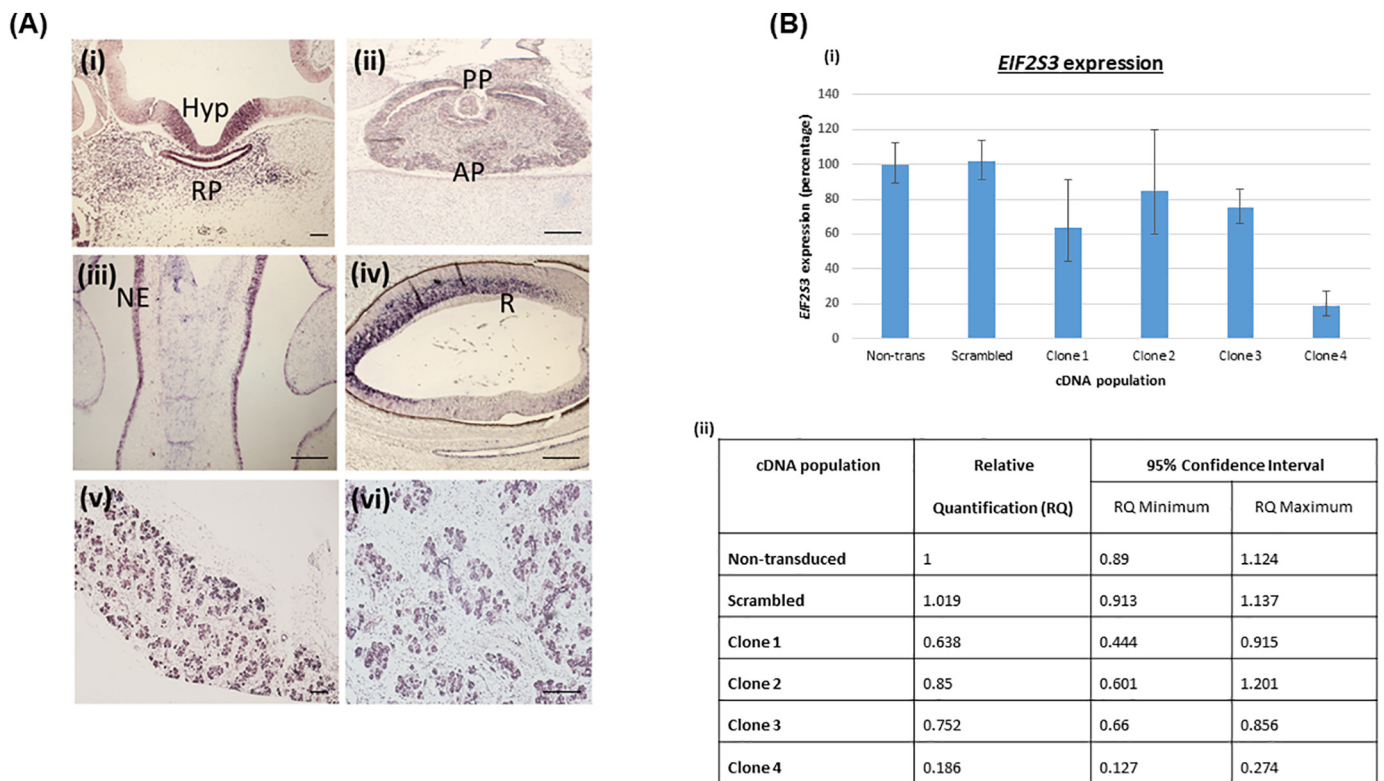 (A)
(i)
Hyp
RP
(ii)
PP
AP
(iii)
NE
(iv)
R
(v)
(vi)
(B)
(i)
EIF2S3 expression
EIF2S3 expression (percentage)
140
120
100
80
60
40
20
0
Non-trans Scrambled Clone 1 Clone 2 Clone 3 Clone 4
cDNA population
(ii)
cDNA population Relative Quantification (RQ) 95% Confidence Interval
RQ Minimum RQ Maximum
Non-transduced 1 0.89 1.124
Scrambled 1.019 0.913 1.137
Clone 1 0.638 0.444 0.915
Clone 2 0.85 0.601 1.201
Clone 3 0.752 0.66 0.856
Clone 4 0.186 0.127 0.274